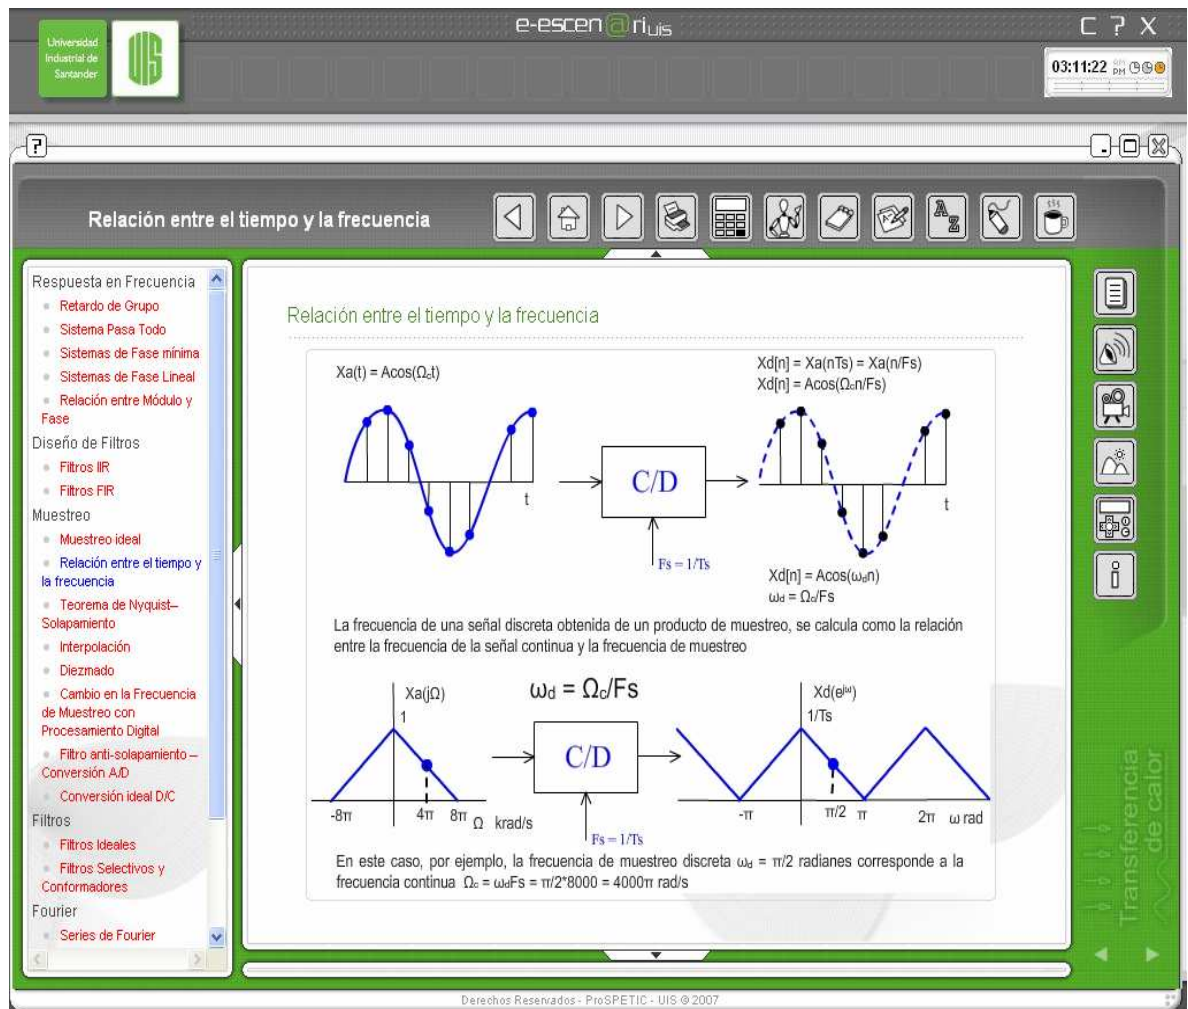 e-escen@riuis
C ? X
Universidad
Industrial de
Santander
UIS
03:11:22 AM
PM
?
Relación entre el tiempo y la frecuencia
A
Z
Respuesta en Frecuencia
Retardo de Grupo
Sistema Pasa Todo
Sistemas de Fase mínima
Sistemas de Fase Lineal
Relación entre Módulo y
Fase
Diseño de Filtros
Filtros IIR
Filtros FIR
Muestreo
Muestreo ideal
Relación entre el tiempo y
la frecuencia
Teorema de Nyquist–
Solapamiento
Interpolación
Diezmado
Cambio en la Frecuencia
de Muestreo con
Procesamiento Digital
Filtro anti-solapamiento –
Conversión A/D
Conversión ideal D/C
Filtros
Filtros Ideales
Filtros Selectivos y
Conformadores
Fourier
Series de Fourier
Relación entre el tiempo y la frecuencia
Xa(t) = Acos(Ωct)
Xd[n] = Xa(nTs) = Xa(n/Fs)
Xd[n] = Acos(Ωcn/Fs)
C/D
t
t
Fs = 1/Ts
Xd[n] = Acos(ωdn)
ωd = Ωc/Fs
La frecuencia de una señal discreta obtenida de un producto de muestreo, se calcula como la relación
entre la frecuencia de la señal continua y la frecuencia de muestreo
Xa(jΩ)
ωd = Ωc/Fs
Xd(ejω)
1
1/Ts
C/D
-8π 4π 8π Ω krad/s
-π π/2 π 2π ω rad
Fs = 1/Ts
En este caso, por ejemplo, la frecuencia de muestreo discreta ωd = π/2 radianes corresponde a la
frecuencia continua Ωc = ωdFs = π/2*8000 = 4000π rad/s
Transferencia
de calor
Derechos Reservados - ProSPETIC - UIS © 2007